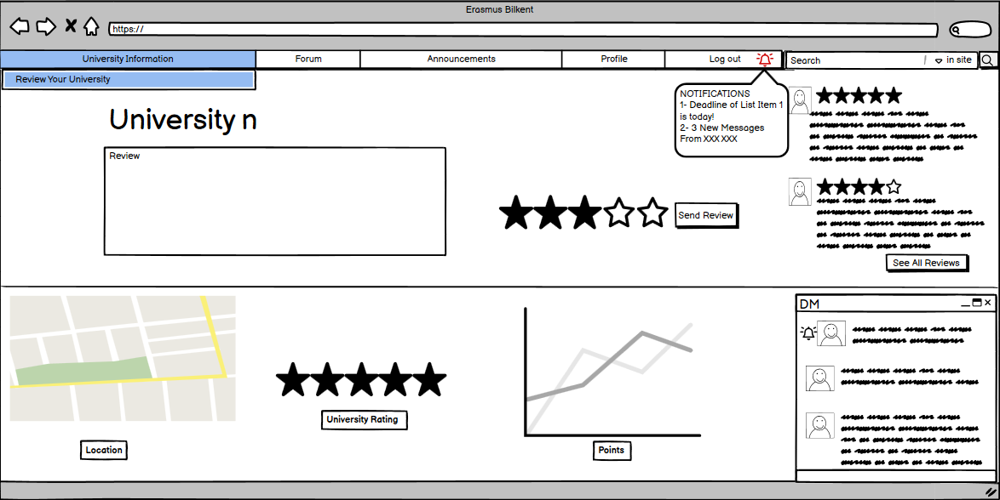 Erasmus Bilkent
https://
University Information
Forum
Announcements
Profile
Log out
Search
in site
Review Your University
University n
NOTIFICATIONS
1- Deadline of List Item 1
is today!
2- 3 New Messages
From XXX XXX
Review
Send Review
See All Reviews
DM
University Rating
Location
Points